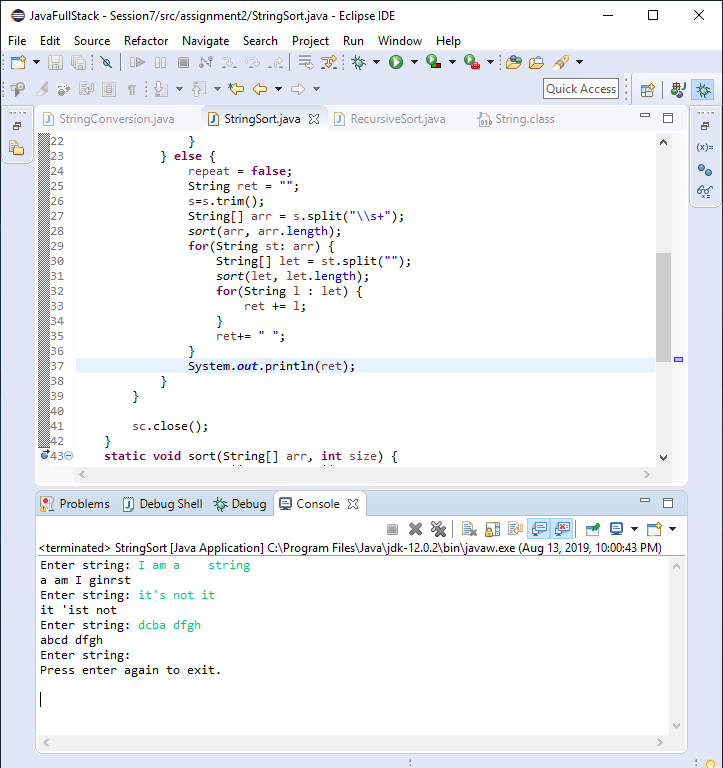 JavaFullStack - Session7/src/assignment2/StringSort.java - Eclipse IDE
File Edit Source Refactor Navigate Search Project Run Window Help
Quick Access
StringConversion.java StringSort.java RecursiveSort.java String.class
22 }
23 } else {
24 repeat = false;
25 String ret = "";
26 s=s.trim();
27 String[] arr = s.split("\\s+");
28 sort(arr, arr.length);
29 for(String st: arr) {
30 String[] let = st.split("");
31 sort(let, let.length);
32 for(String l : let) {
33 ret += l;
34 }
35 ret+= " ";
36 }
37 System.out.println(ret);
38 }
39 }
40
41 sc.close();
42 }
43 static void sort(String[] arr, int size) {
Problems Debug Shell Debug Console
<terminated> StringSort [Java Application] C:\Program Files\Java\jdk-12.0.2\bin\javaw.exe (Aug 13, 2019, 10:00:43 PM)
Enter string: I am a    string
a am I ginrst
Enter string: it's not it
it 'ist not
Enter string: dcba dfgh
abcd dfgh
Enter string:
Press enter again to exit.